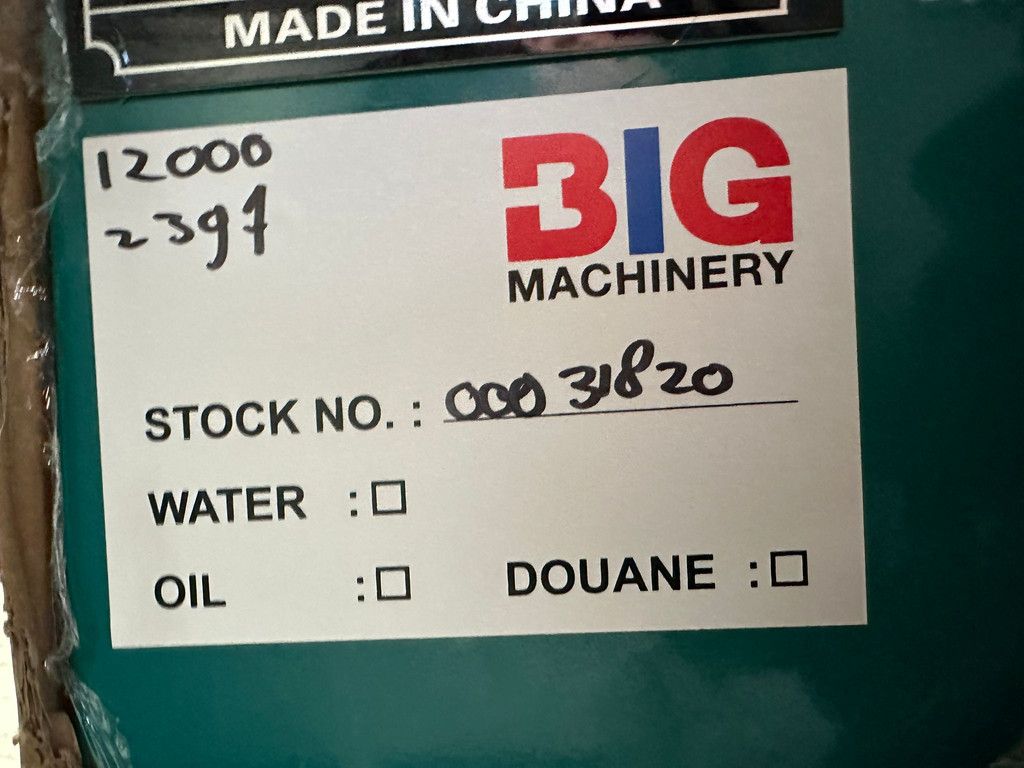 MADE IN CHINA
12000
2397
BIG
MACHINERY
STOCK NO. : 00031820
WATER : ☐
OIL : ☐
DOUANE : ☐